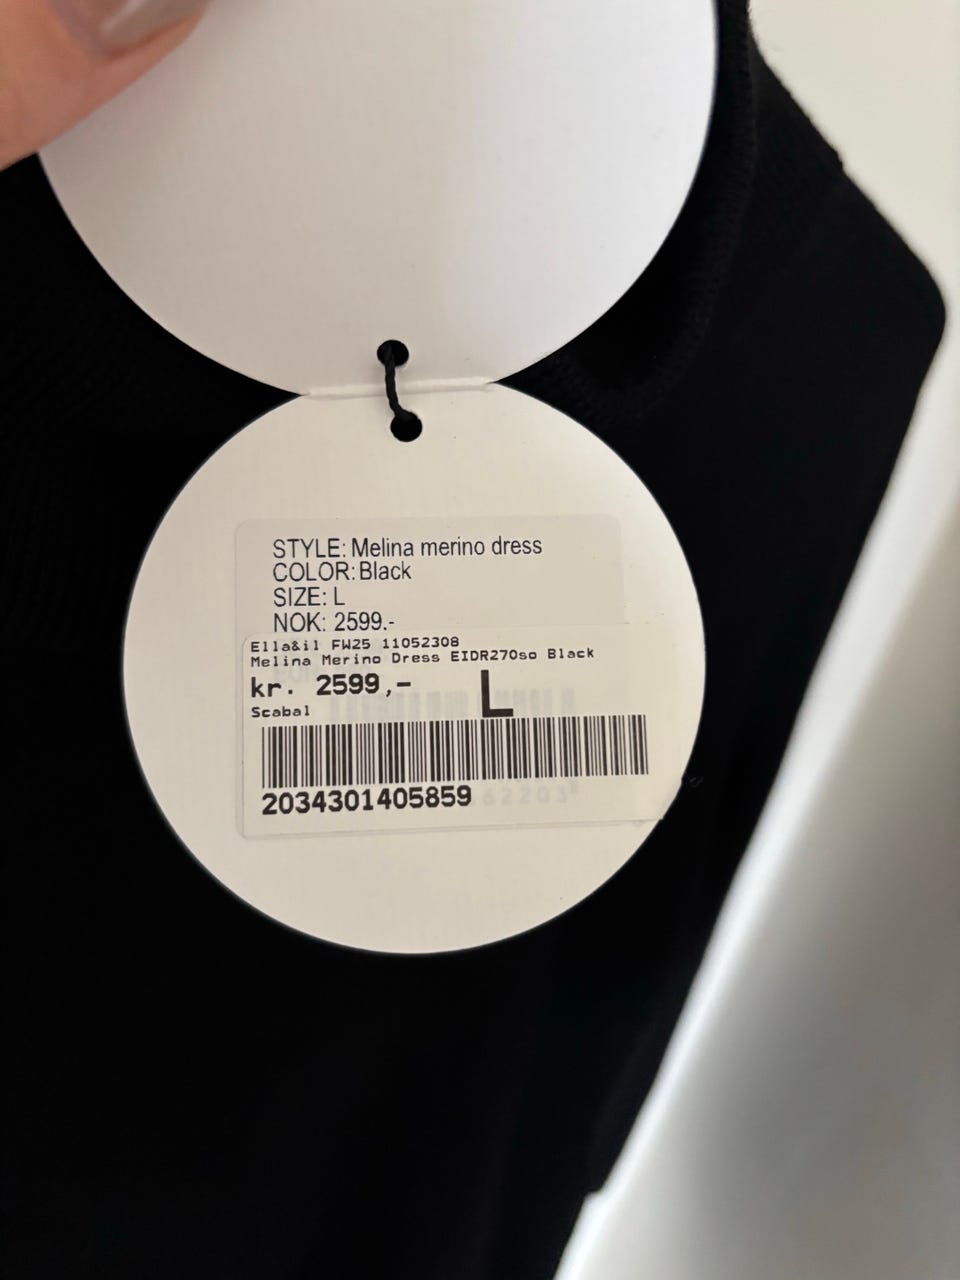 STYLE: Melina merino dress
COLOR: Black
SIZE: L
NOK: 2599.-
Ella&il FW25 11052308
Melina Merino Dress EIDR270so Black
kr. 2599,- L
Scabal
2034301405859